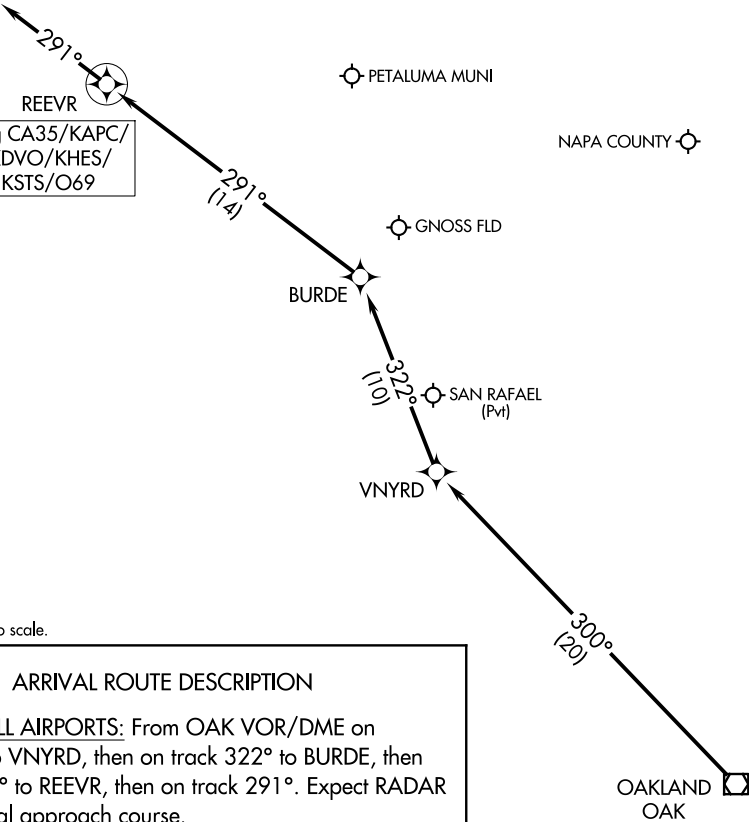 291°
PETALUMA MUNI
REEVR
CA35/KAPC/
DVO/KHES/
KSTS/O69
NAPA COUNTY
291°
(14)
GNOSS FLD
BURDE
322°
(10)
SAN RAFAEL
(Pvt)
VNYRD
300°
(20)
scale.
ARRIVAL ROUTE DESCRIPTION
AIRPORTS: From OAK VOR/DME on
VNYRD, then on track 322° to BURDE, then
° to REEVR, then on track 291°. Expect RADAR
approach course.
OAKLAND
OAK